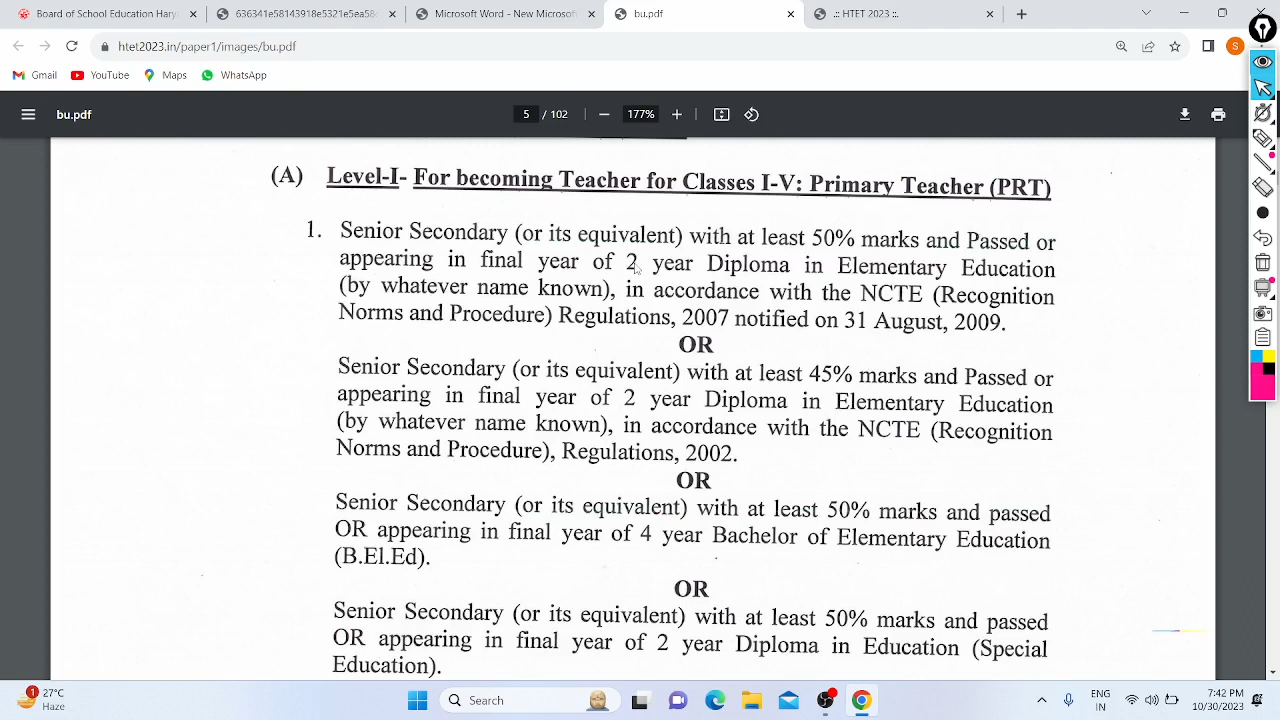 Board of School Education Hary
636341e58143918e5321e5ea58
Microsoft Word - New Microsof
bu.pdf
:: HTET 2023 ::
htet2023.in/paper1/images/bu.pdf
S
Gmail
YouTube
Maps
WhatsApp
bu.pdf
5 / 102
177%
(A) Level-I- For becoming Teacher for Classes I-V: Primary Teacher (PRT)
1. Senior Secondary (or its equivalent) with at least 50% marks and Passed or
appearing in final year of 2 year Diploma in Elementary Education
(by whatever name known), in accordance with the NCTE (Recognition
Norms and Procedure) Regulations, 2007 notified on 31 August, 2009.
OR
Senior Secondary (or its equivalent) with at least 45% marks and Passed or
appearing in final year of 2 year Diploma in Elementary Education
(by whatever name known), in accordance with the NCTE (Recognition
Norms and Procedure), Regulations, 2002.
OR
Senior Secondary (or its equivalent) with at least 50% marks and passed
OR appearing in final year of 4 year Bachelor of Elementary Education
(B.El.Ed).
OR
Senior Secondary (or its equivalent) with at least 50% marks and passed
OR appearing in final year of 2 year Diploma in Education (Special
Education).
1
27°C
Haze
Search
ENG
IN
7:42 PM
10/30/2023